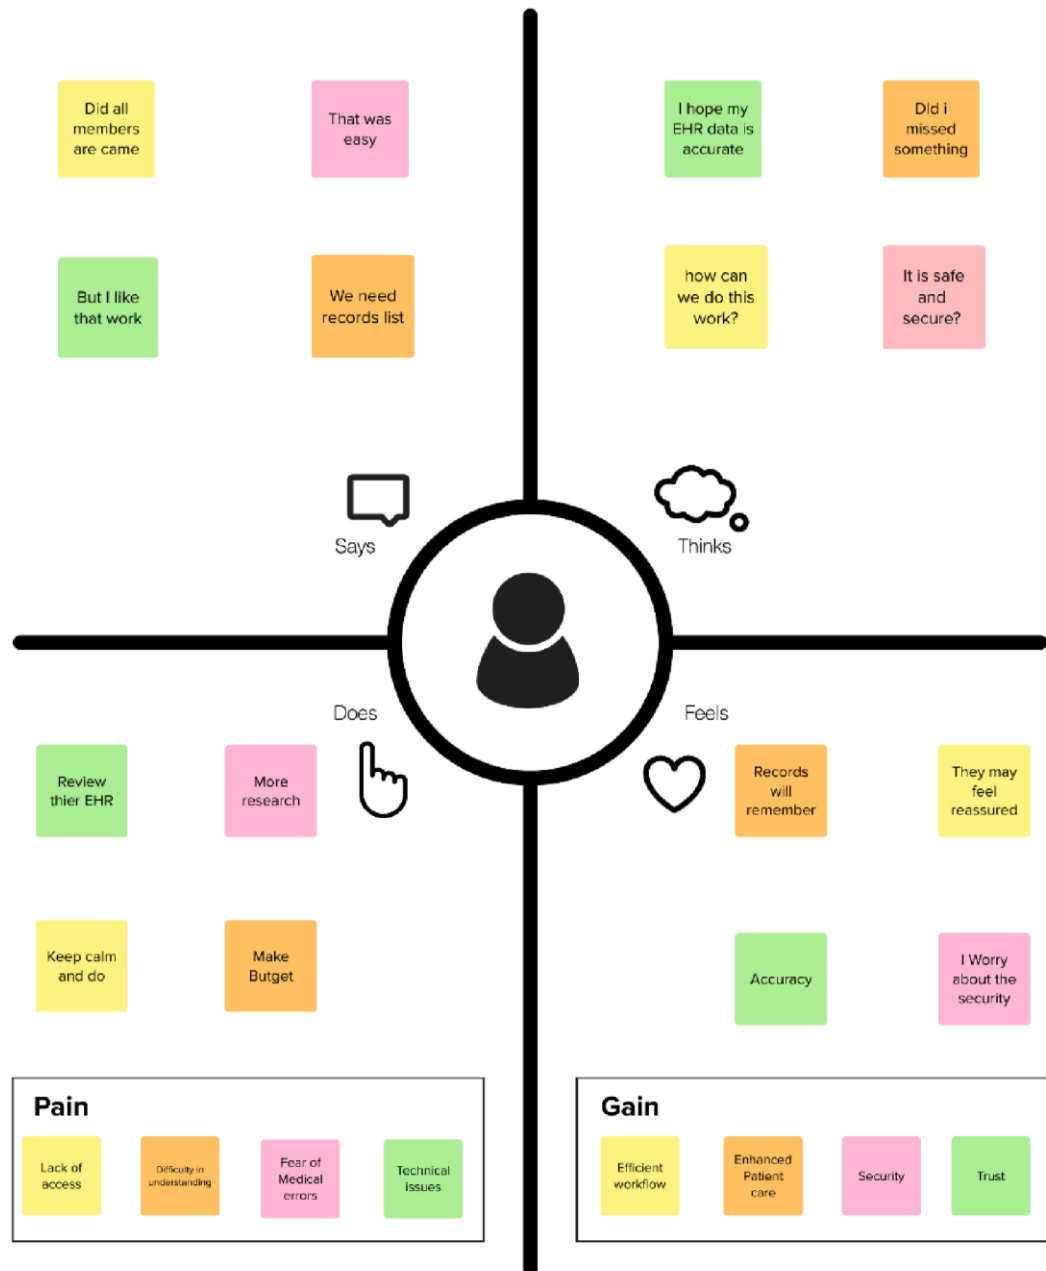 Did all
members
are came
That was
easy
But I like
that work
We need
records list
Says
I hope my
EHR data is
accurate
DId i
missed
something
how can
we do this
work?
It is safe
and
secure?
Thinks
Does
Review
thier EHR
More
research
Keep calm
and do
Make
Butget
Feels
Records
will
remember
They may
feel
reassured
Accuracy
I Worry
about the
security
Pain
Lack of
access
Difficulty in
understanding
Fear of
Medical
errors
Technical
issues
Gain
Efficient
workflow
Enhanced
Patient
care
Security
Trust